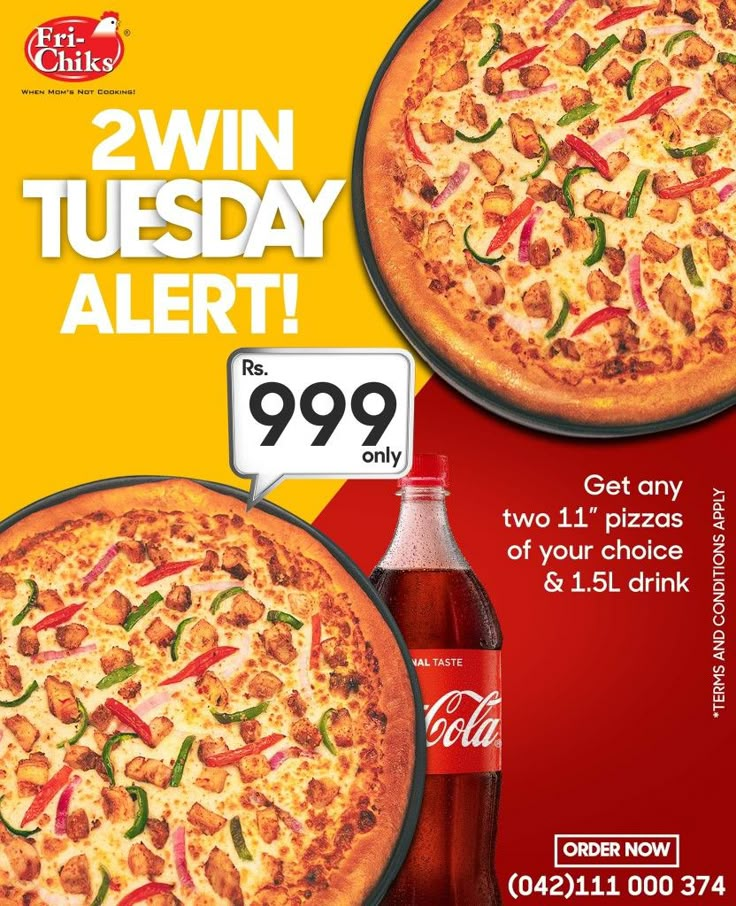 Fri-
Chiks®
WHEN MOM'S NOT COOKING!
2WIN
TUESDAY
ALERT!
Rs.
999
only
Get any
two 11" pizzas
of your choice
& 1.5L drink
*TERMS AND CONDITIONS APPLY
NAL TASTE
Cola
ORDER NOW
(042)111 000 374